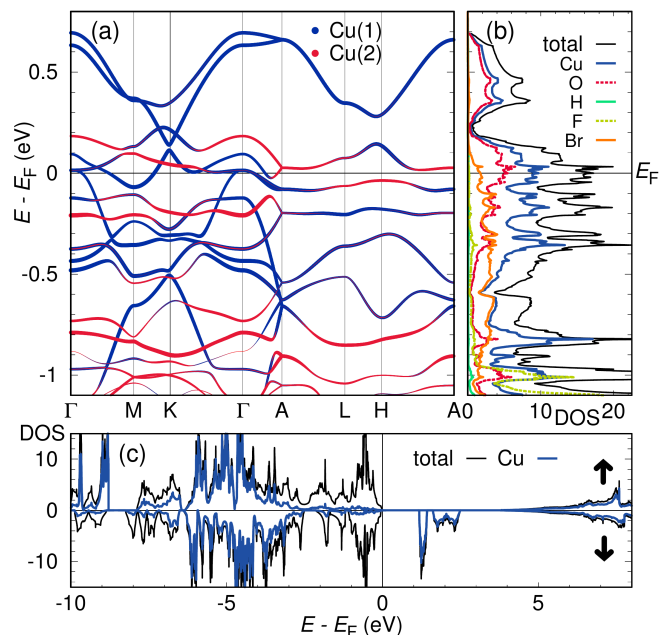 (a)
Cu(1)
Cu(2)
(b)
total
Cu
O
H
F
Br
E - E_F (eV)
0.5
0
-0.5
-1
E_F
Γ M K Γ A L H A
0 10 20
DOS
DOS
(c)
total Cu
10
0
-10
-10 -5 0 5
E - E_F (eV)